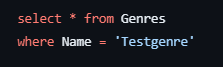 select * from Genres
where Name = 'Testgenre'